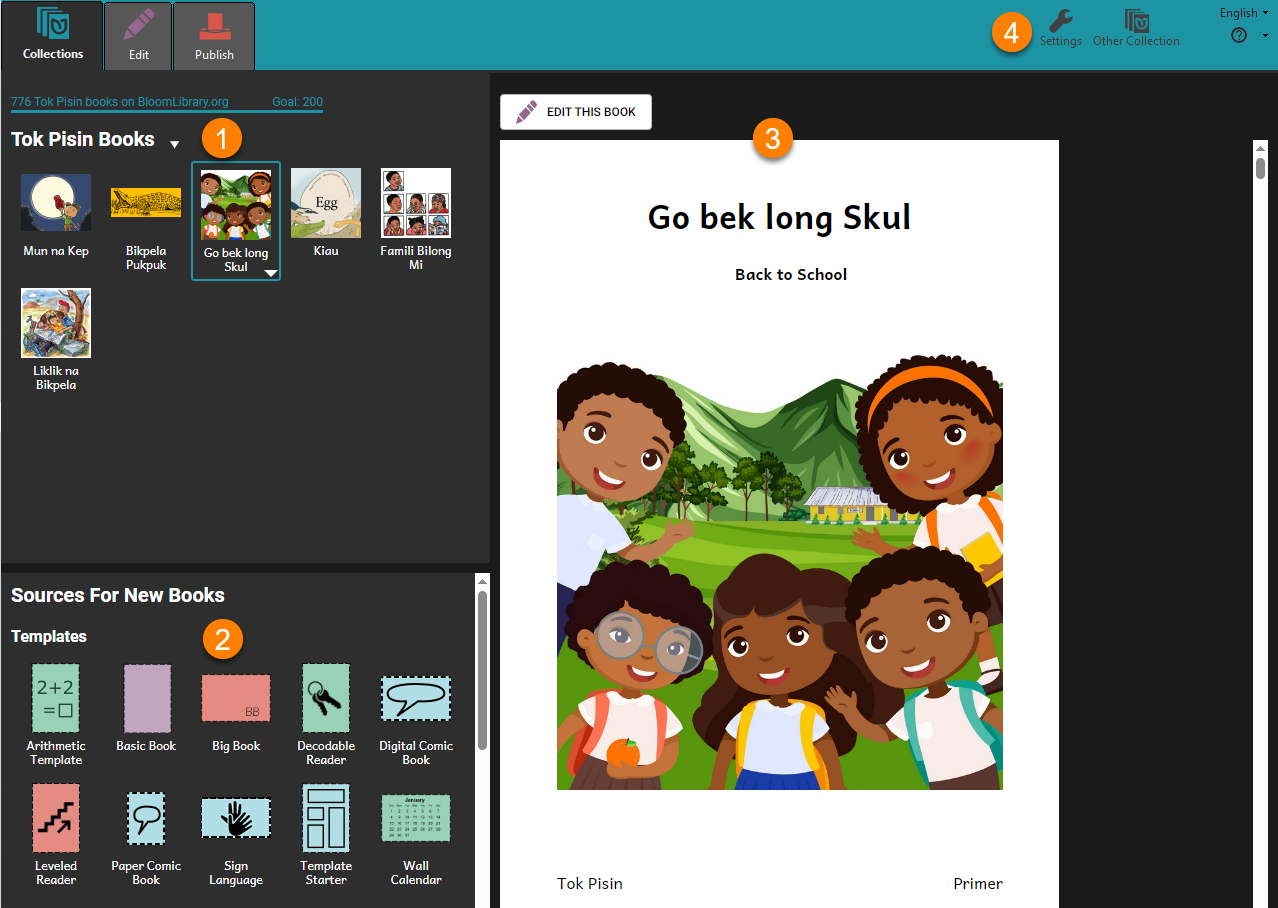 Collections
Edit
Publish
4
Settings
Other Collection
English
776 Tok Pisin books on BloomLibrary.org
Goal: 200
Tok Pisin Books
1
Egg
Mun na Kep
Bikpela
Pukpuk
Go bek long
Skul
Kiau
Famili Bilong
Mi
Liklik na
Bikpela
Sources For New Books
Templates
2
2+2
=□
BB
Arithmetic
Template
Basic Book
Big Book
Decodable
Reader
Digital Comic
Book
January
Leveled
Reader
Paper Comic
Book
Sign
Language
Template
Starter
Wall
Calendar
EDIT THIS BOOK
3
Go bek long Skul
Back to School
Tok Pisin
Primer